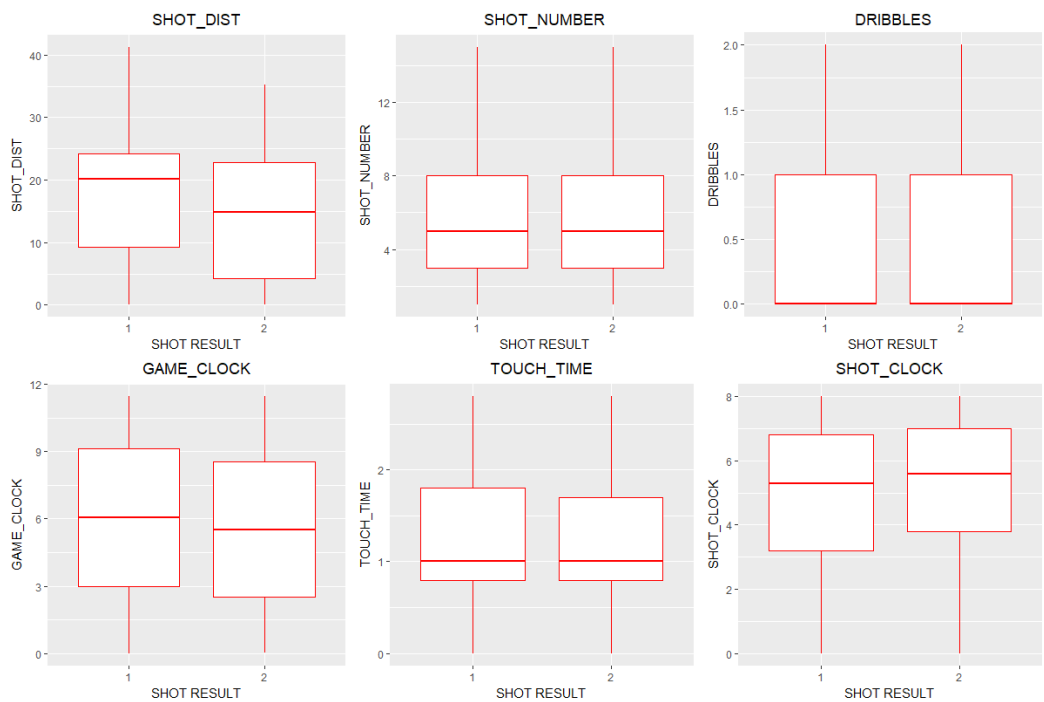 SHOT_DIST
SHOT_DIST
40
30
20
10
0
1 2
SHOT RESULT
SHOT_NUMBER
SHOT_NUMBER
12
8
4
1 2
SHOT RESULT
DRIBBLES
DRIBBLES
2.0
1.5
1.0
0.5
0.0
1 2
SHOT RESULT
GAME_CLOCK
GAME_CLOCK
12
9
6
3
0
1 2
SHOT RESULT
TOUCH_TIME
TOUCH_TIME
2
1
0
1 2
SHOT RESULT
SHOT_CLOCK
SHOT_CLOCK
8
6
4
2
0
1 2
SHOT RESULT